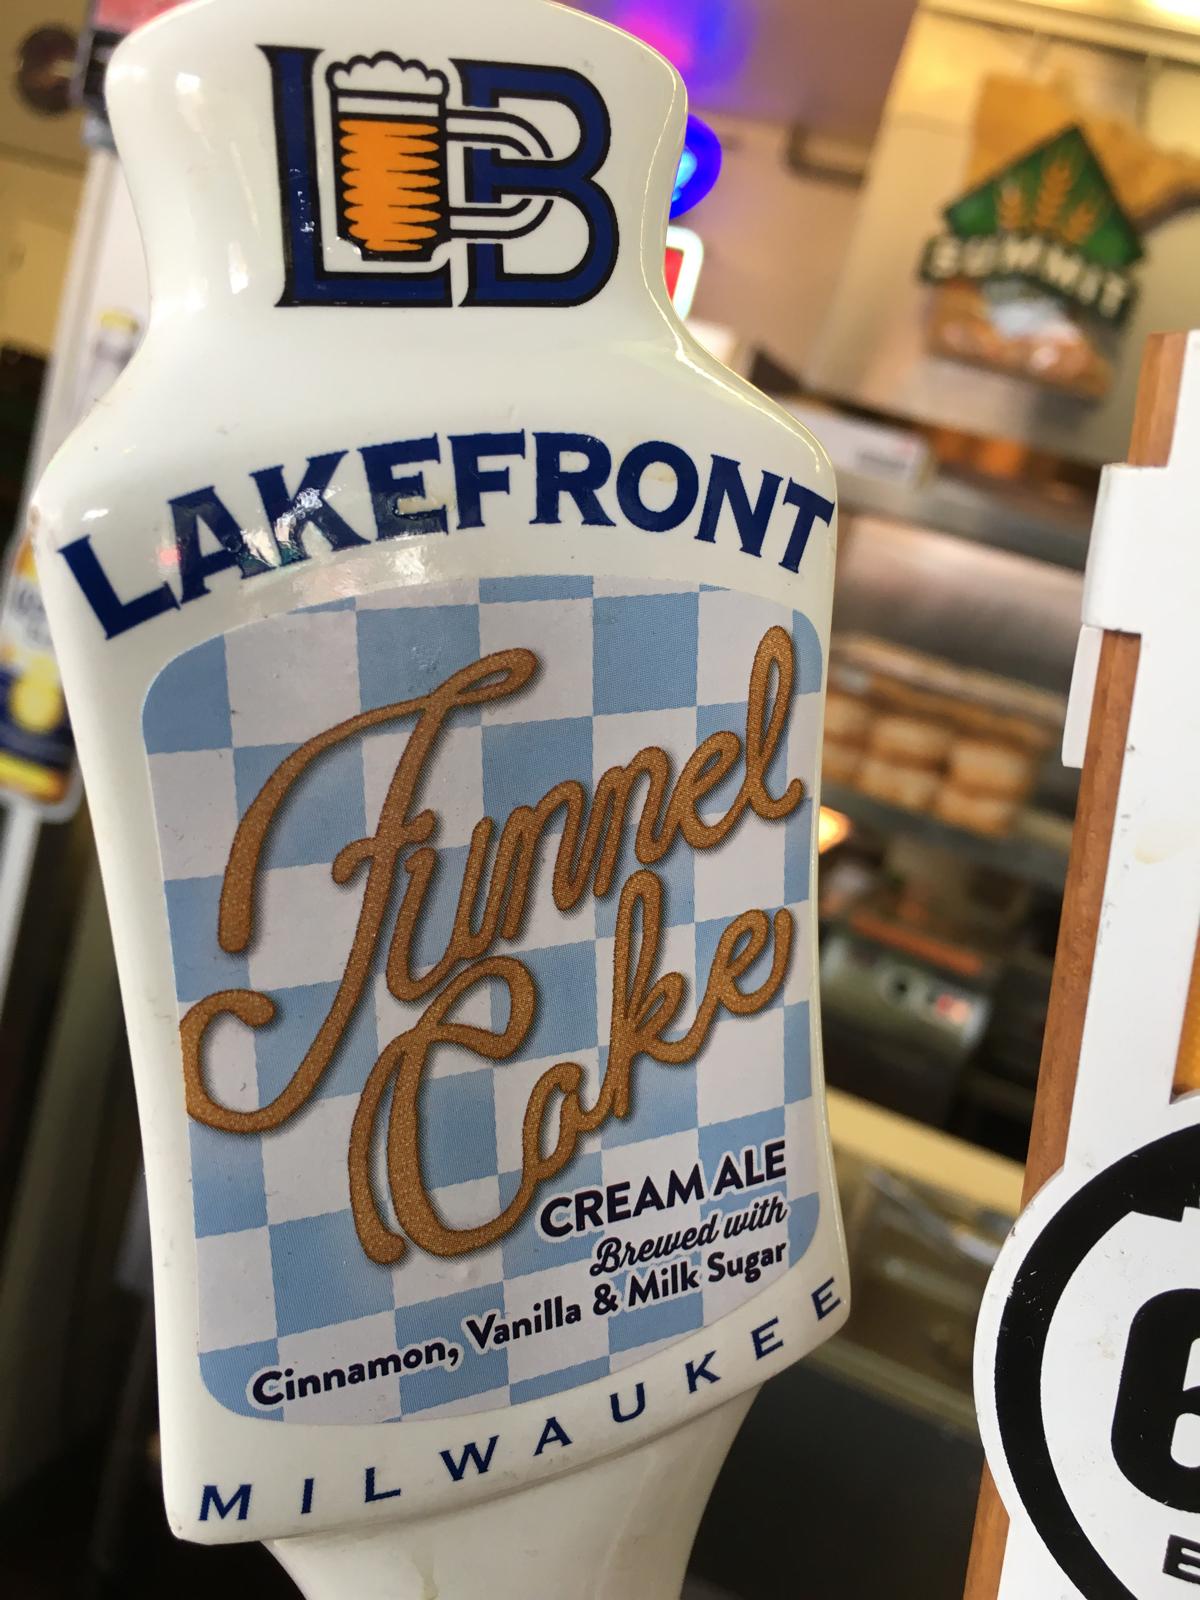 LB
LAKEFRONT
Funnel
Cake
CREAM ALE
Brewed with
Cinnamon, Vanilla & Milk Sugar
MILWAUKEE
SUMMIT